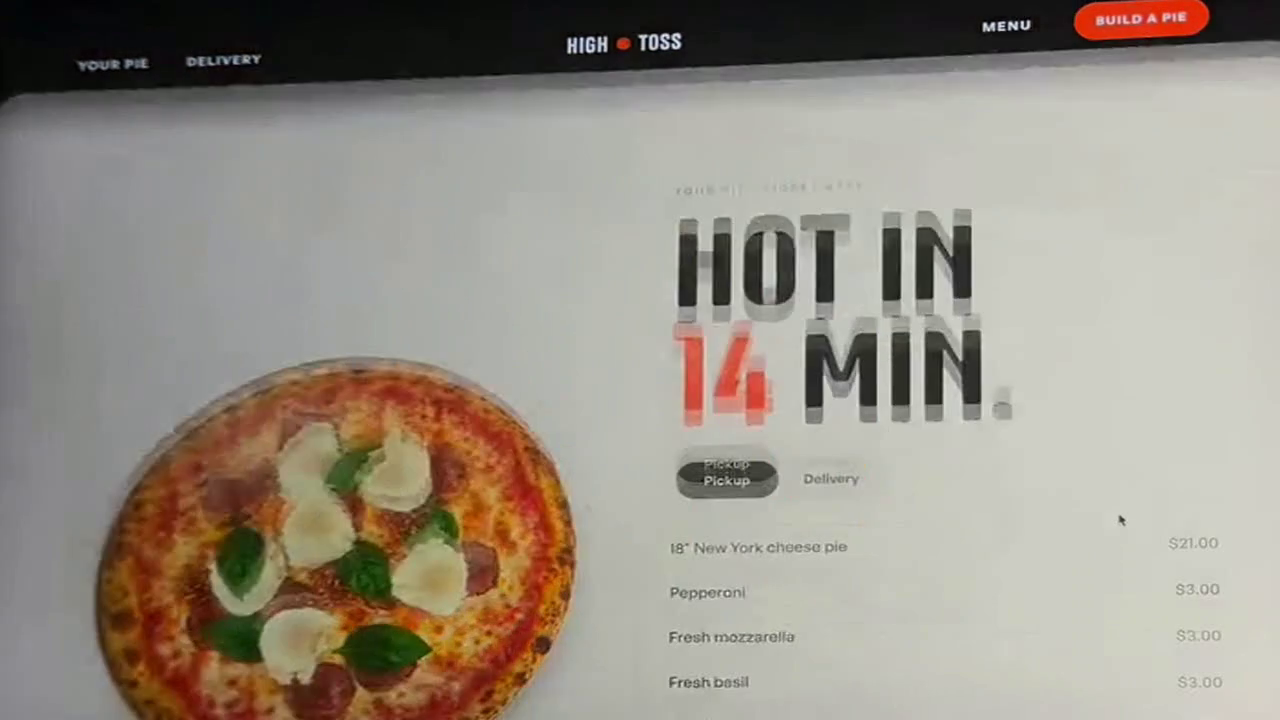 YOUR PIE DELIVERY HIGH TOSS MENU BUILD A PIE
HOT IN
14 MIN.
Pickup Delivery
18" New York cheese pie $21.00
Pepperoni $3.00
Fresh mozzarella $3.00
Fresh basil $3.00